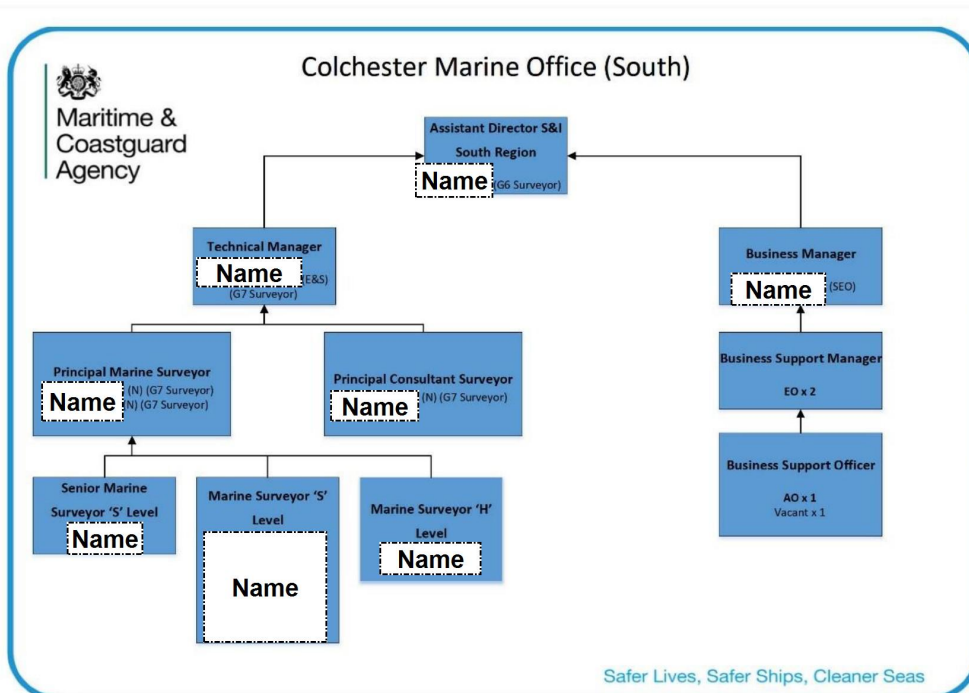 Colchester Marine Office (South)
Maritime &
Coastguard
Agency
Assistant Director S&I
South Region
Name (G6 Surveyor)
Technical Manager
Name (E&S)
(G7 Surveyor)
Business Manager
Name (SEO)
Principal Marine Surveyor
Name (N) (G7 Surveyor)
(N) (G7 Surveyor)
Principal Consultant Surveyor
Name (N) (G7 Surveyor)
Business Support Manager
EO x 2
Senior Marine
Surveyor ‘S’ Level
Name
Marine Surveyor ‘S’
Level
Name
Marine Surveyor ‘H’
Level
Name
Business Support Officer
AO x 1
Vacant x 1
Safer Lives, Safer Ships, Cleaner Seas